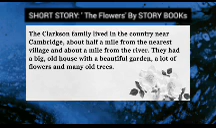 SHORT STORY: ' The Flowers' By STORY BOOKs
The Clarkson family lived in the country near
Cambridge, about half a mile from the nearest
village and about a mile from the river. They had
a big, old house with a beautiful garden, a lot of
flowers and many old trees.